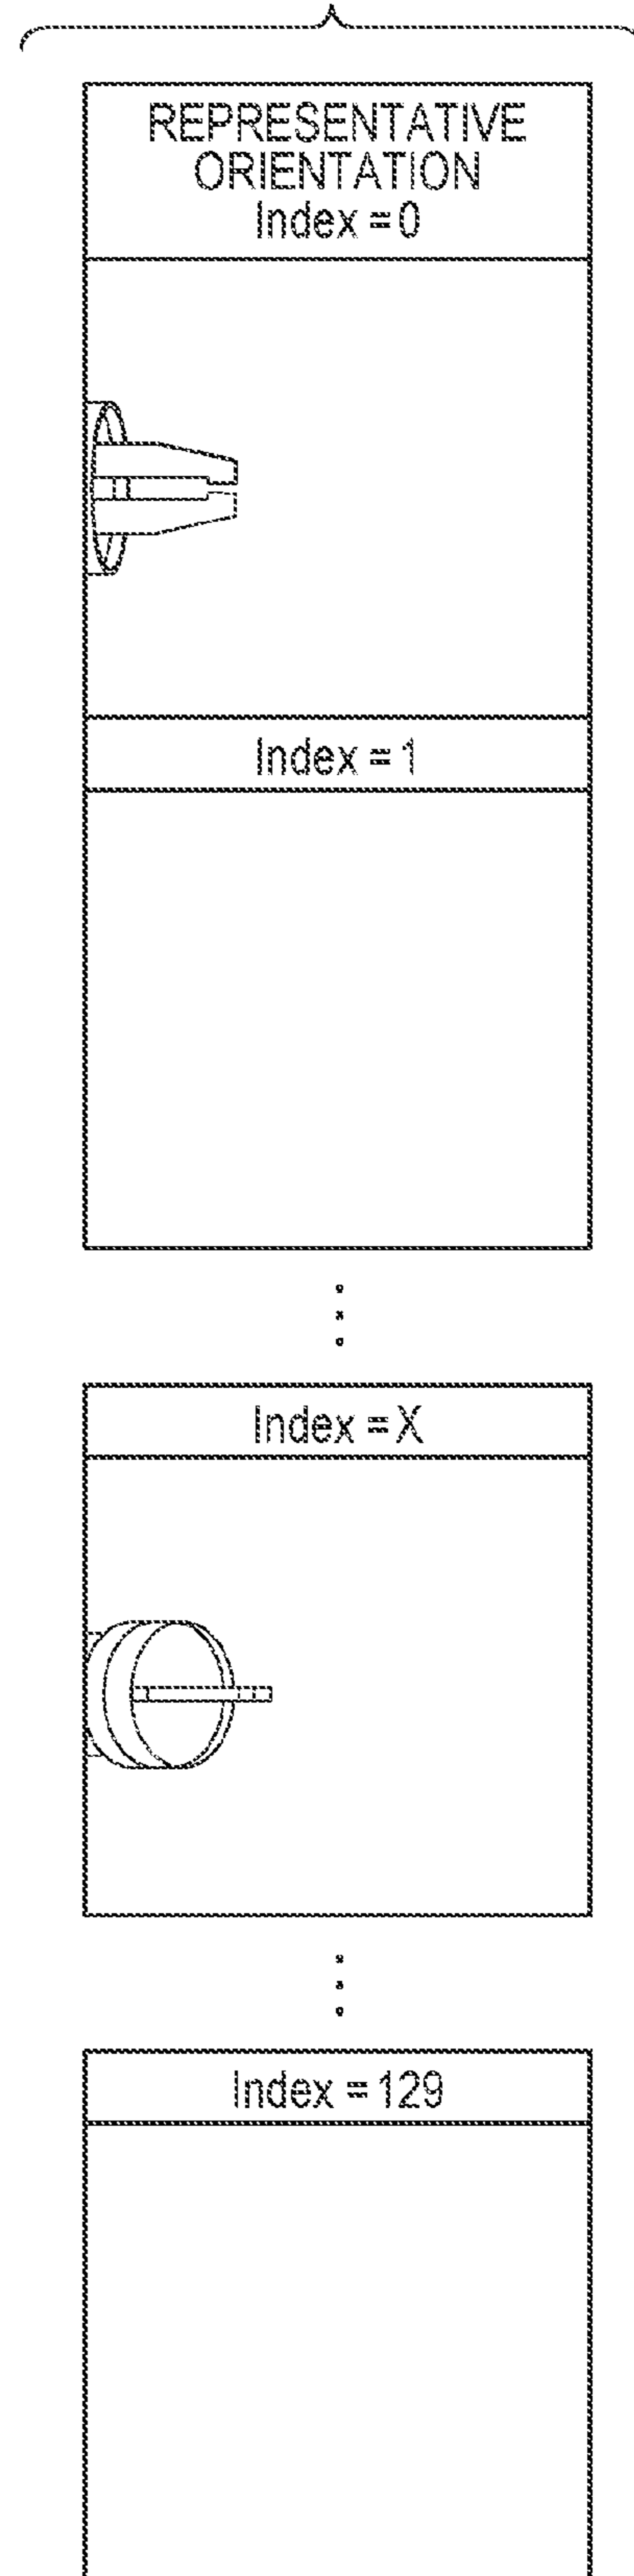 REPRESENTATIVE
ORIENTATION
Index = 0
Index = 1
Index = X
Index = 129